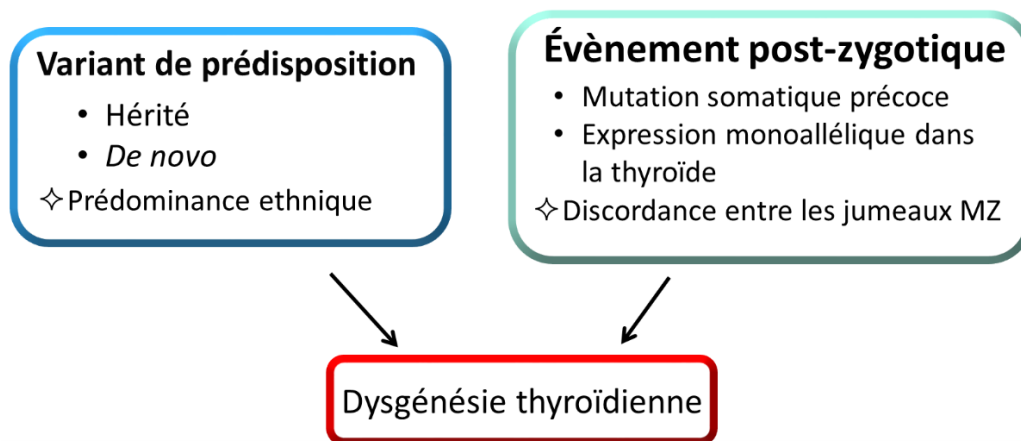 Variant de prédisposition
• Hérité
• De novo
✧Prédominance ethnique
Évènement post-zygotique
• Mutation somatique précoce
• Expression monoallélique dans
la thyroïde
✧Discordance entre les jumeaux MZ
Dysgénésie thyroïdienne